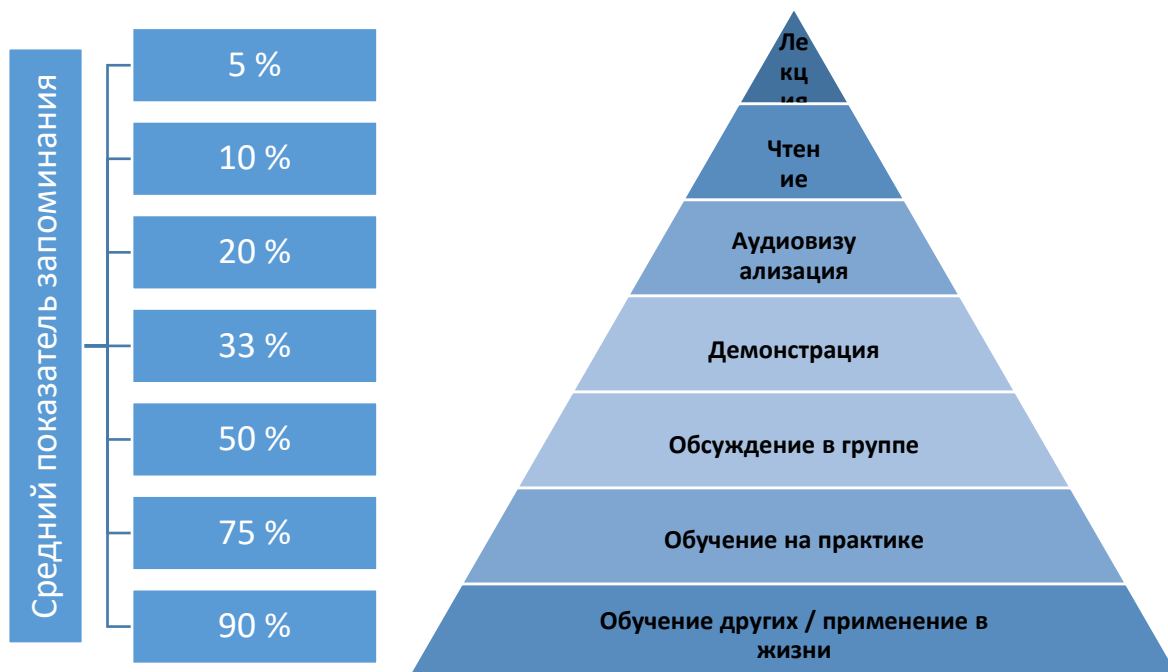 Средний показатель запоминания
5 %
10 %
20 %
33 %
50 %
75 %
90 %
Ле
кц
ия
Чтен
ие
Аудиовизу
ализация
Демонстрация
Обсуждение в группе
Обучение на практике
Обучение других / применение в
жизни